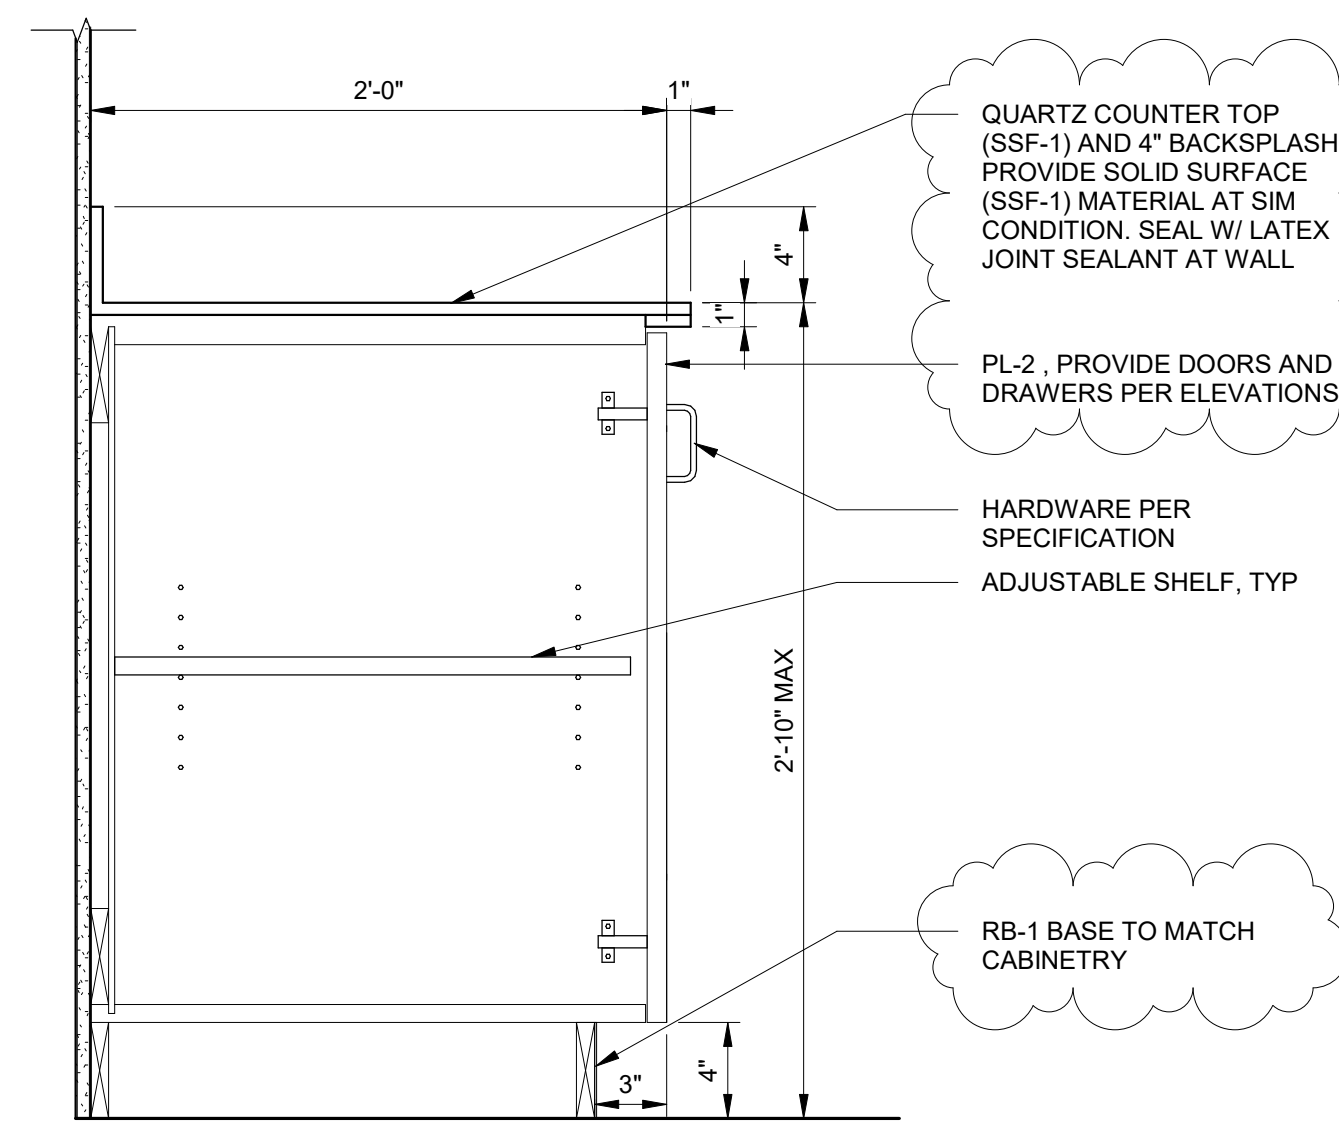 2'-0"
1"
QUARTZ COUNTER TOP
(SSF-1) AND 4" BACKSPLASH
PROVIDE SOLID SURFACE
(SSF-1) MATERIAL AT SIM
CONDITION. SEAL W/ LATEX
JOINT SEALANT AT WALL
4"
1"
PL-2 , PROVIDE DOORS AND
DRAWERS PER ELEVATIONS
HARDWARE PER
SPECIFICATION
ADJUSTABLE SHELF, TYP
2'-10" MAX
RB-1 BASE TO MATCH
CABINETRY
3"
4"